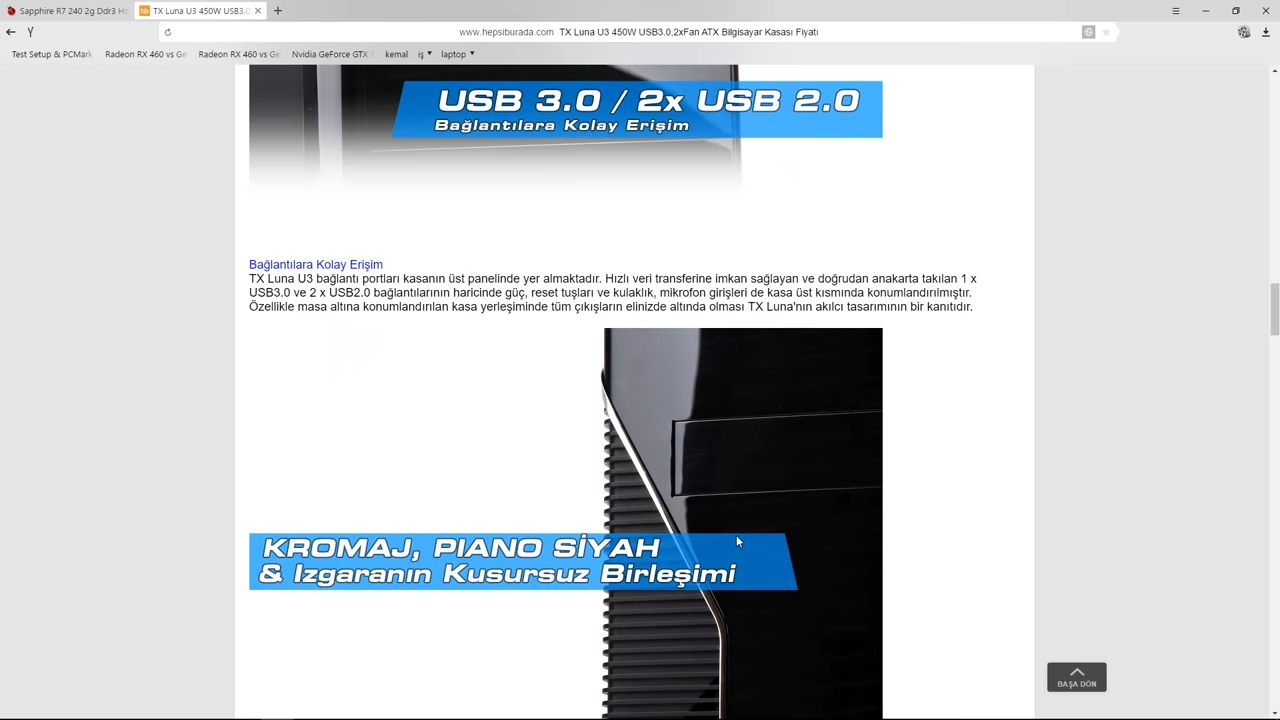 Sapphire R7 240 2g Ddr3 Hd
TX Luna U3 450W USB3.0
www.hepsiburada.com TX Luna U3 450W USB3.0,2xFan ATX Bilgisayar Kasası Fiyatı
Test Setup & PCMark Radeon RX 460 vs Ge Radeon RX 460 vs Ge Nvidia GeForce GTX kemal iş laptop
USB 3.0 / 2x USB 2.0
Bağlantılara Kolay Erişim
Bağlantılara Kolay Erişim
TX Luna U3 bağlantı portları kasanın üst panelinde yer almaktadır. Hızlı veri transferine imkan sağlayan ve doğrudan anakarta takılan 1 x
USB3.0 ve 2 x USB2.0 bağlantılarının haricinde güç, reset tuşları ve kulaklık, mikrofon girişleri de kasa üst kısmında konumlandırılmıştır.
Özellikle masa altına konumlandırılan kasa yerleşiminde tüm çıkışların elinizde altında olması TX Luna'nın akılcı tasarımının bir kanıtıdır.
KROMAJ, PIANO SİYAH
& Izgaranın Kusursuz Birleşimi
BAŞA DÖN